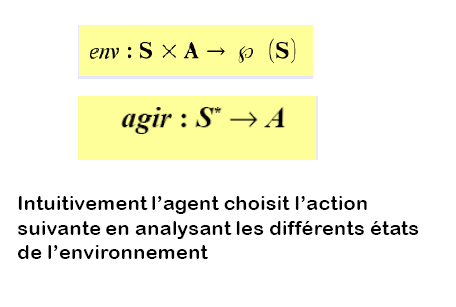 env : S × A → ℘ (S)
agir : S* → A
Intuitivement l’agent choisit l’action
suivante en analysant les différents états
de l’environnement